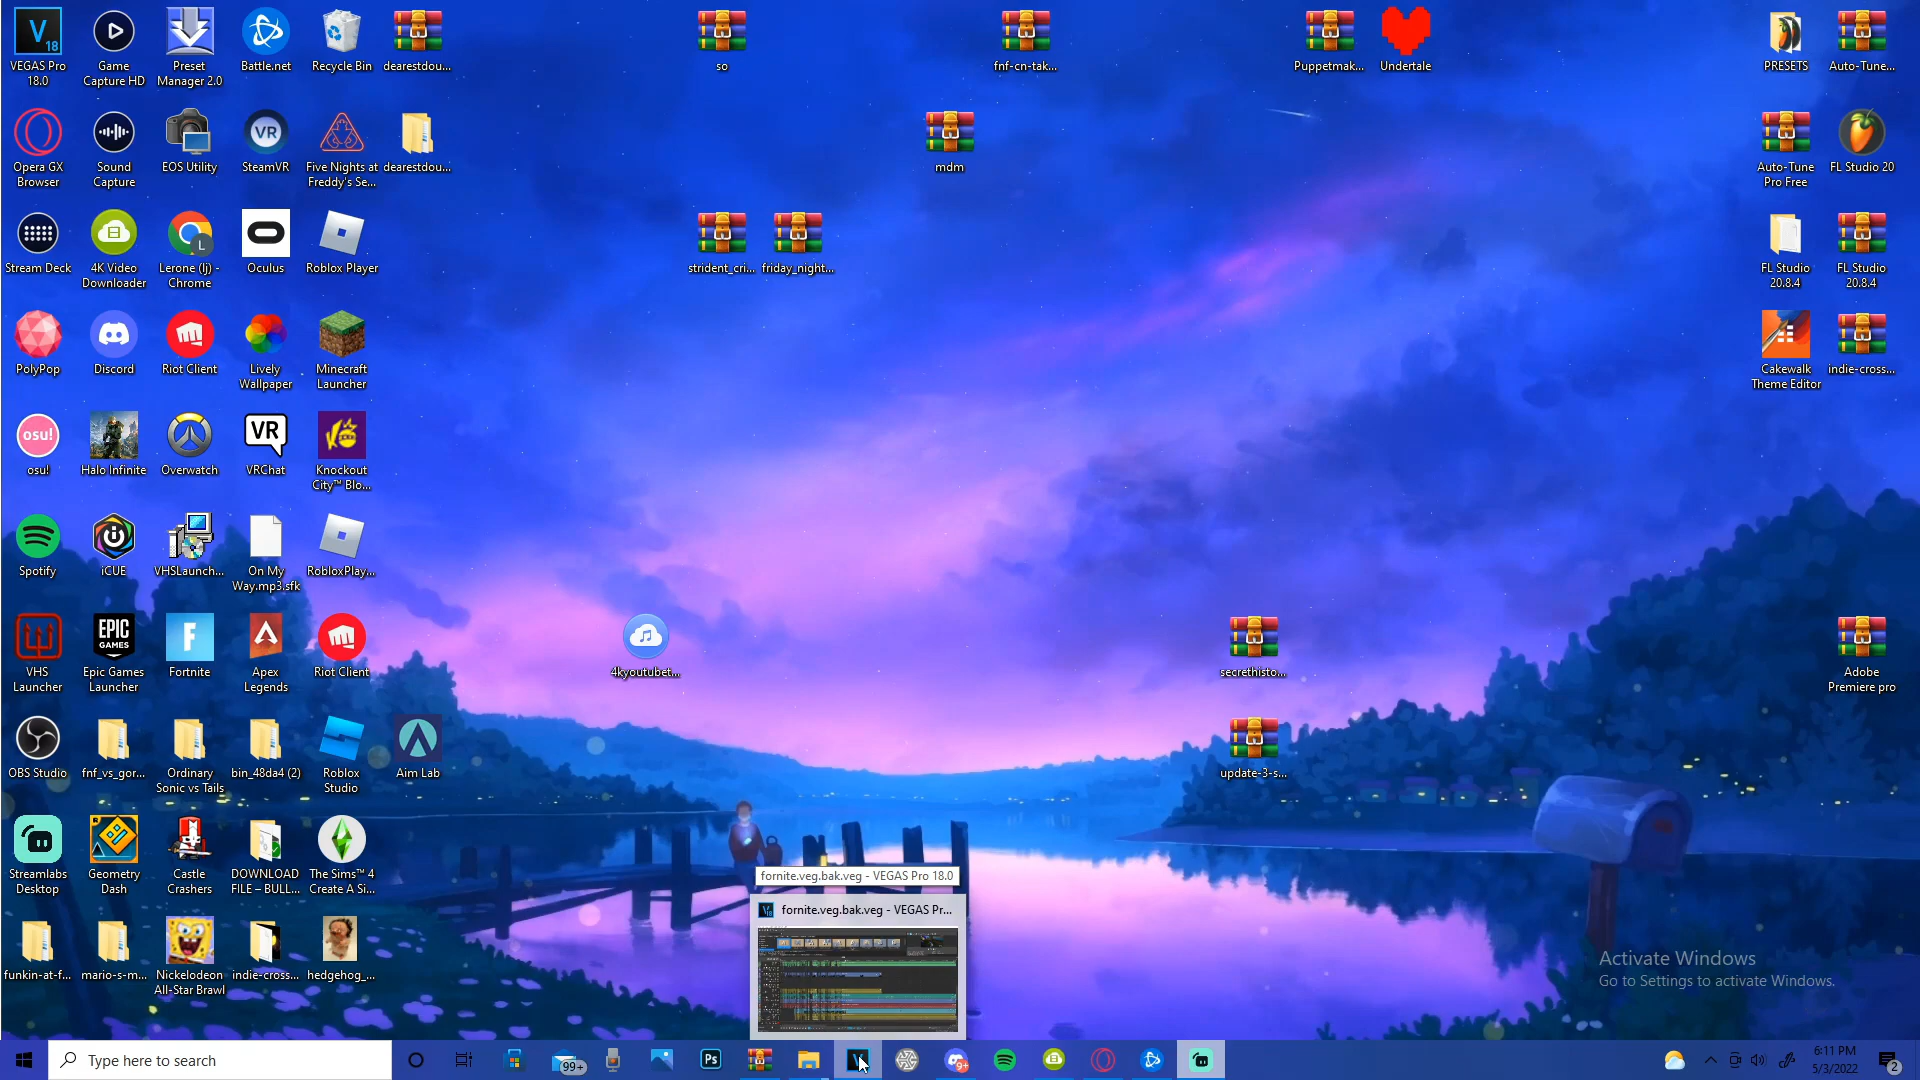 VEGAS Pro
18.0
Game
Capture HD
Preset
Manager 2.0
Battle.net
Recycle Bin
dearestdou...
so
fnf-cn-tak...
Puppetmak...
Undertale
PRESETS
Auto-Tune...
Opera GX
Browser
Sound
Capture
EOS Utility
VR
SteamVR
Five Nights at
Freddy's Se...
dearestdou...
mdm
Auto-Tune
Pro Free
FL Studio 20
Stream Deck
4K Video
Downloader
L
Lerone (lj) -
Chrome
Oculus
Roblox Player
strident_cri...
friday_night...
FL Studio
20.8.4
FL Studio
20.8.4
PolyPop
Discord
Riot Client
Lively
Wallpaper
Minecraft
Launcher
Cakewalk
Theme Editor
indie-cross...
osu!
osu!
Halo Infinite
Overwatch
VR
VRChat
Knockout
City™ Blo...
Spotify
iCUE
VHSLaunch...
On My
Way.mp3.sfk
RobloxPlay...
VHS
Launcher
EPIC
GAMES
Epic Games
Launcher
F
Fortnite
Apex
Legends
Riot Client
4kyoutubet...
secrethisto...
Adobe
Premiere pro
OBS Studio
fnf_vs_gor...
Ordinary
Sonic vs Tails
bin_48da4 (2)
Roblox
Studio
Aim Lab
update-3-s...
Streamlabs
Desktop
Geometry
Dash
Castle
Crashers
DOWNLOAD
FILE – BULL...
The Sims™ 4
Create A Si...
funkin-at-f...
mario-s-m...
Nickelodeon
All-Star Brawl
indie-cross...
hedgehog_...
fornite.veg.bak.veg - VEGAS Pro 18.0
fornite.veg.bak.veg - VEGAS Pr...
Activate Windows
Go to Settings to activate Windows.
Type here to search
99+
Ps
9+
6:11 PM
5/3/2022
2